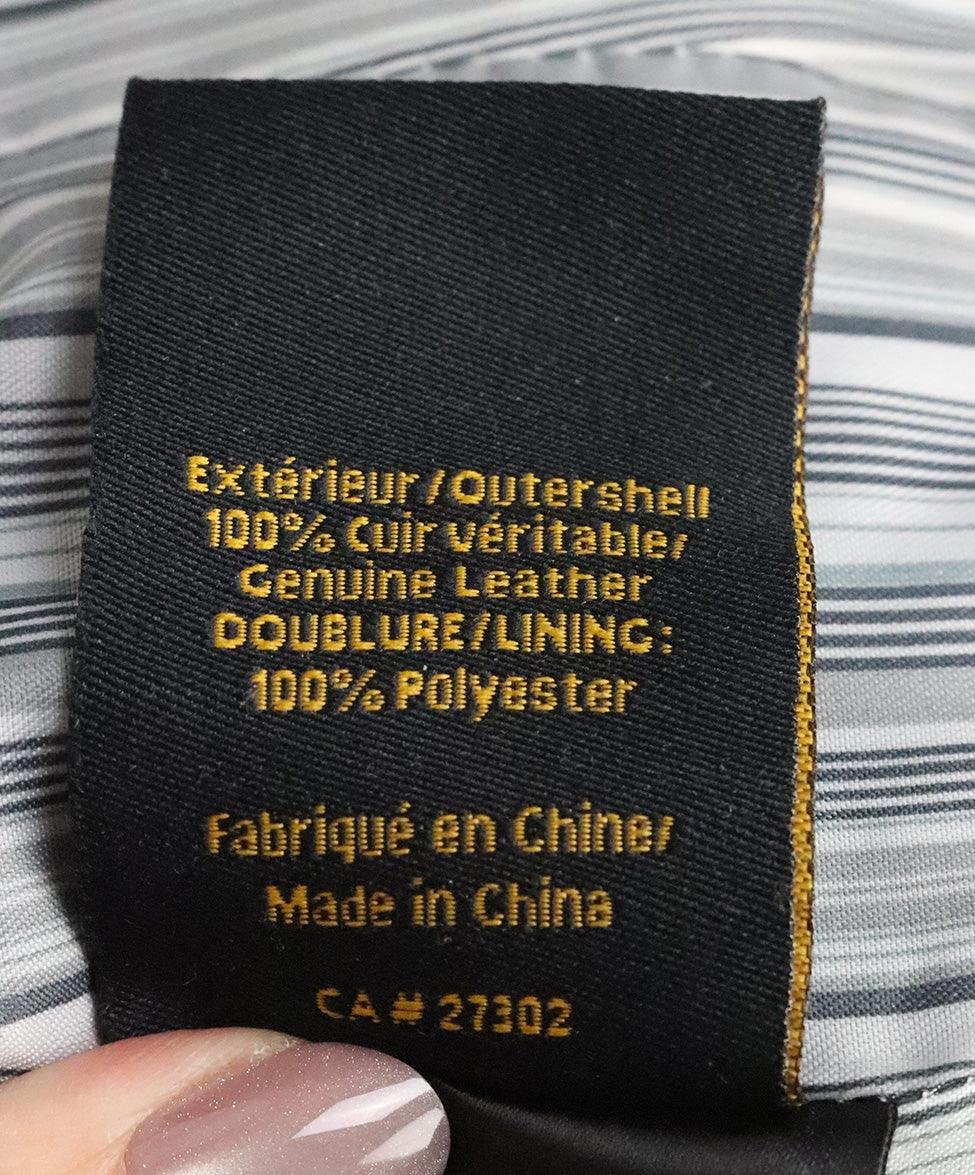 Extérieur/Outershell
100% Cuir véritable/
Genuine Leather
DOUBLURE/LINING:
100% Polyester
Fabriqué en Chine/
Made in China
CA# 27302